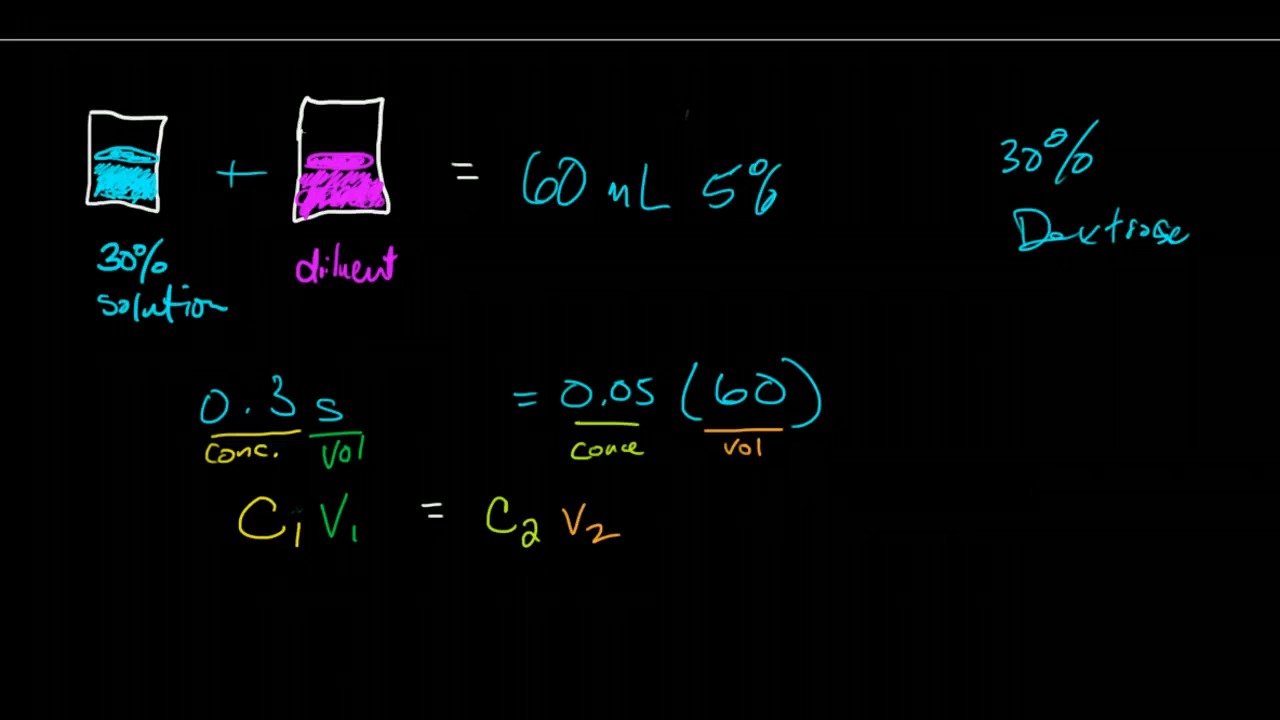 + = 60 mL 5%
30% solution
diluent
30% Dextrose
0.3 s = 0.05 (60)
conc. vol conc vol
C₁ V₁ = C₂ V₂